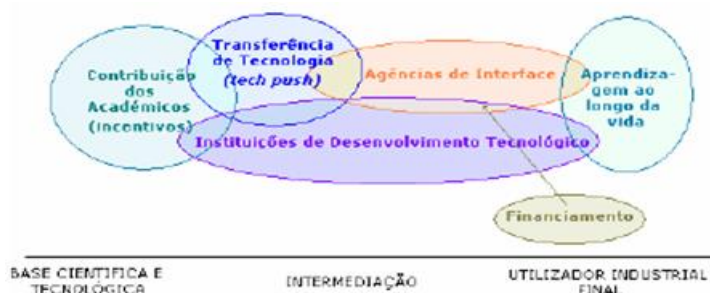 Transferência
de Tecnologia
(tech push)
Contribuição
dos
Académicos
(incentivos)
Agências de Interface
Aprendiza-
gem ao
longo da
vida
Instituições de Desenvolvimento Tecnológico
Financiamento
BASE CIENTIFICA E
TECNOLÓGICA
INTERMEDIAÇÃO
UTILIZADOR INDUSTRIAL
FINAL